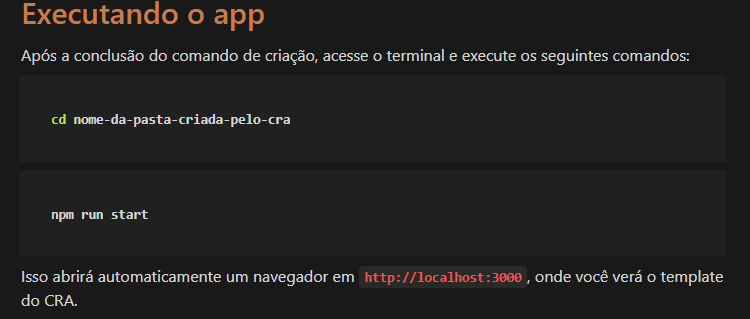 Executando o app
Após a conclusão do comando de criação, acesse o terminal e execute os seguintes comandos:
cd nome-da-pasta-criada-pelo-cra
npm run start
Isso abrirá automaticamente um navegador em http://localhost:3000, onde você verá o template
do CRA.